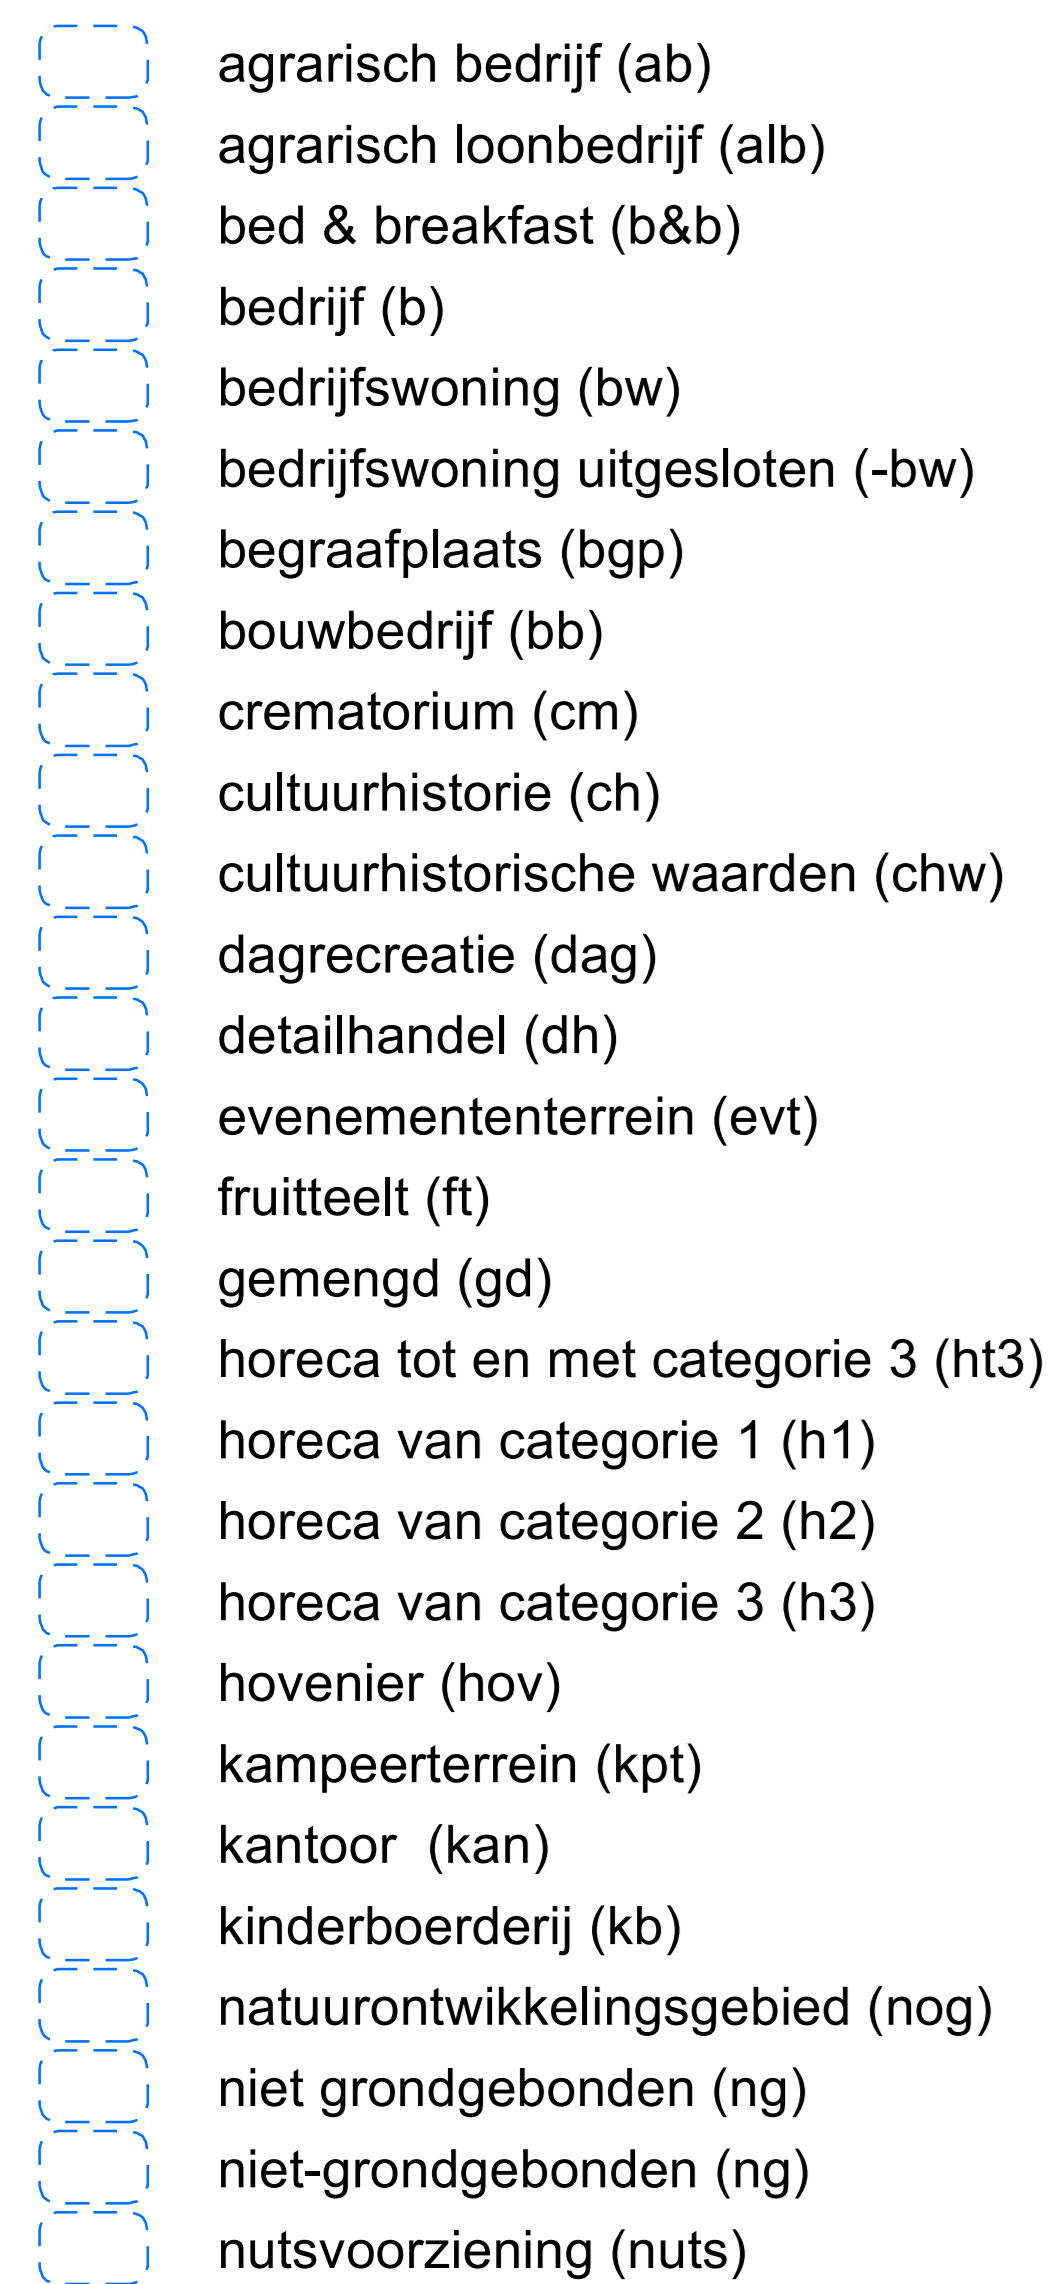 agrarisch bedrijf (ab)
agrarisch loonbedrijf (alb)
bed & breakfast (b&b)
bedrijf (b)
bedrijfswoning (bw)
bedrijfswoning uitgesloten (-bw)
begraafplaats (bgp)
bouwbedrijf (bb)
crematorium (cm)
cultuurhistorie (ch)
cultuurhistorische waarden (chw)
dagrecreatie (dag)
detailhandel (dh)
evenemententerrein (evt)
fruitteelt (ft)
gemengd (gd)
horeca tot en met categorie 3 (ht3)
horeca van categorie 1 (h1)
horeca van categorie 2 (h2)
horeca van categorie 3 (h3)
hovenier (hov)
kampeerterrein (kpt)
kantoor  (kan)
kinderboerderij (kb)
natuurontwikkelingsgebied (nog)
niet grondgebonden (ng)
niet-grondgebonden (ng)
nutsvoorziening (nuts)